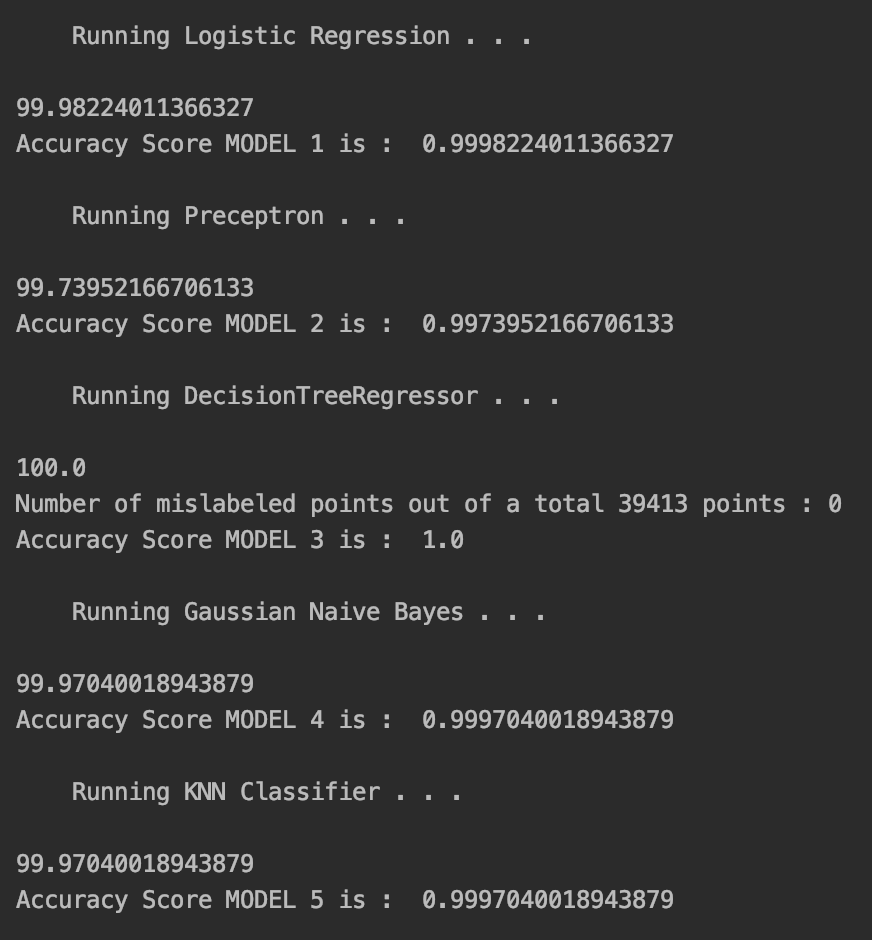 Running Logistic Regression . . .
99.98224011366327
Accuracy Score MODEL 1 is :  0.9998224011366327
Running Preceptron . . .
99.73952166706133
Accuracy Score MODEL 2 is :  0.9973952166706133
Running DecisionTreeRegressor . . .
100.0
Number of mislabeled points out of a total 39413 points : 0
Accuracy Score MODEL 3 is :  1.0
Running Gaussian Naive Bayes . . .
99.97040018943879
Accuracy Score MODEL 4 is :  0.9997040018943879
Running KNN Classifier . . .
99.97040018943879
Accuracy Score MODEL 5 is :  0.9997040018943879